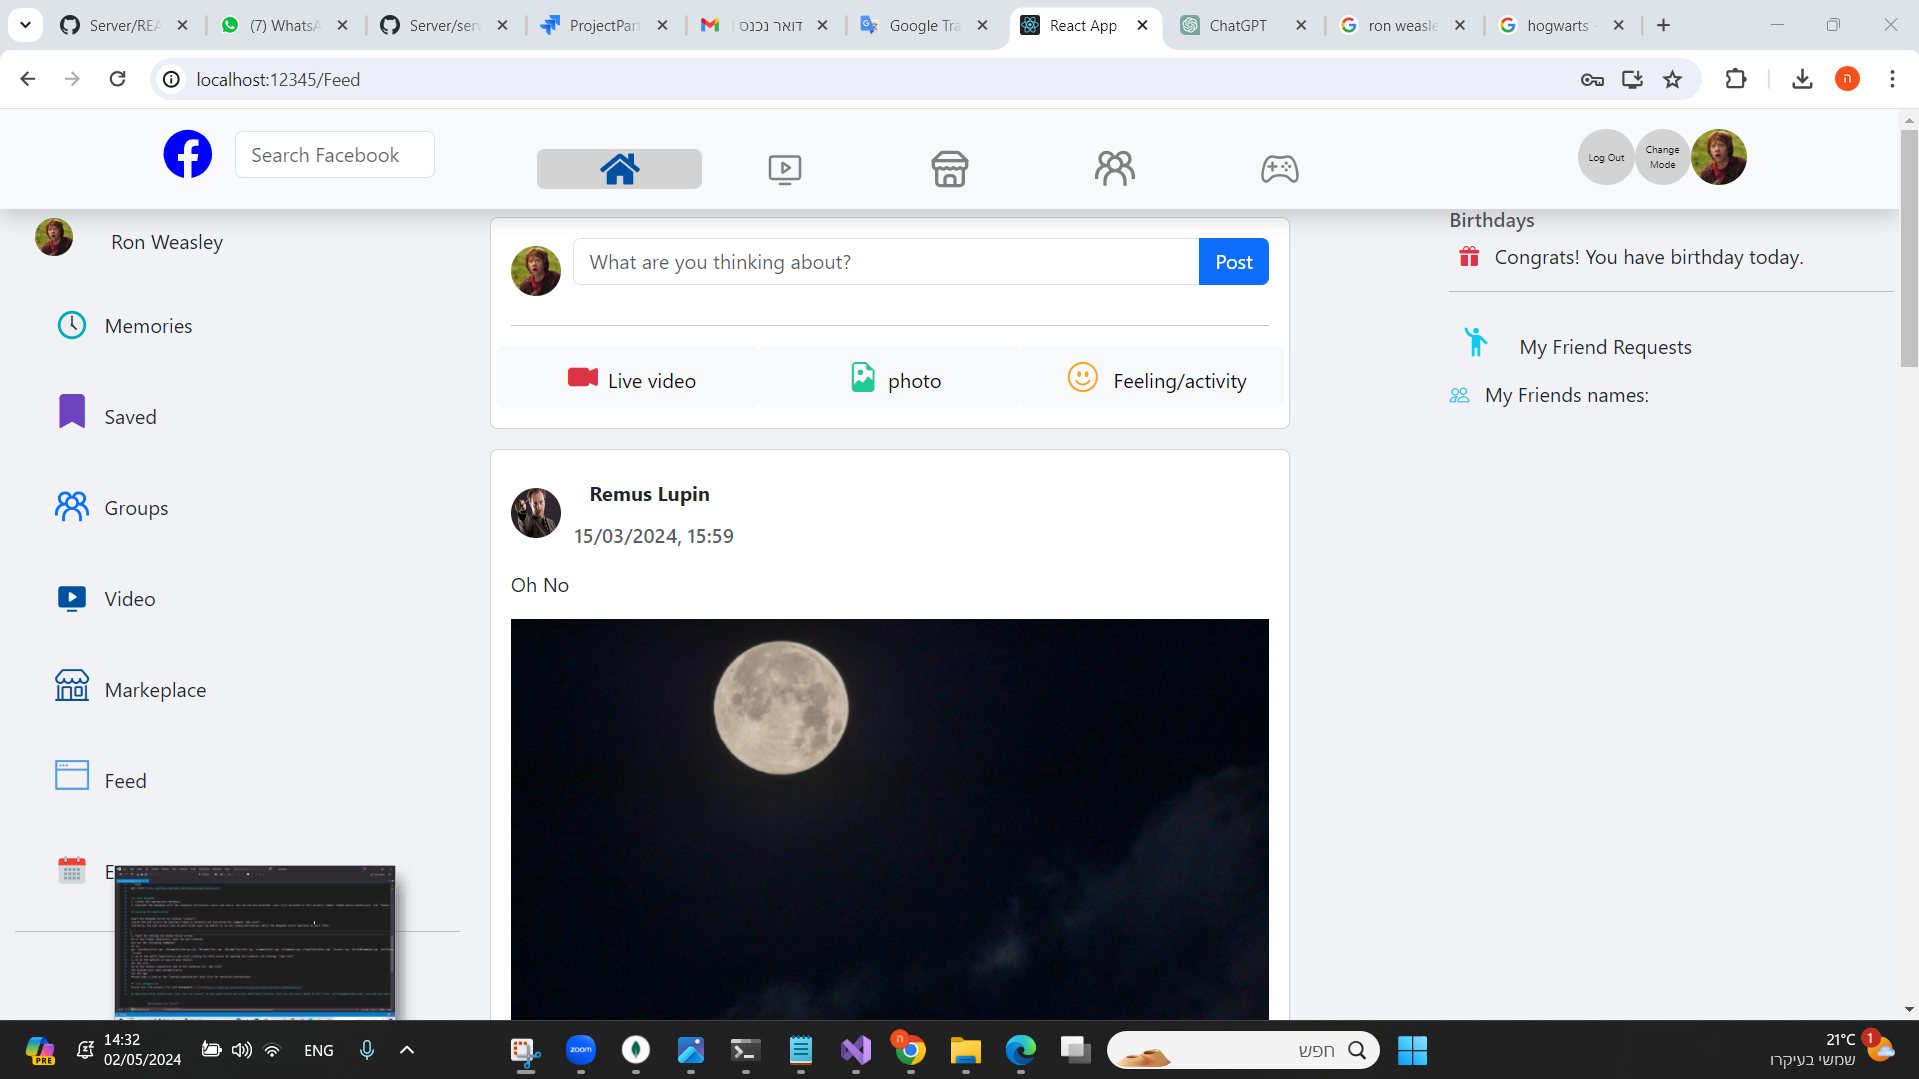 Server/REA
(7) WhatsA
Server/serv
ProjectPart
דואר נכנס
Google Tra
React App
ChatGPT
ron weasle
hogwarts -
localhost:12345/Feed
ה
Search Facebook
Log Out
Change
Mode
Ron Weasley
Memories
Saved
Groups
Video
Markeplace
Feed
E
What are you thinking about?
Post
Live video
photo
Feeling/activity
Remus Lupin
15/03/2024, 15:59
Oh No
Birthdays
Congrats! You have birthday today.
My Friend Requests
My Friends names:
PRE
14:32
02/05/2024
ENG
zoom
ה
חפש
21°C
שמשי בעיקרו
1